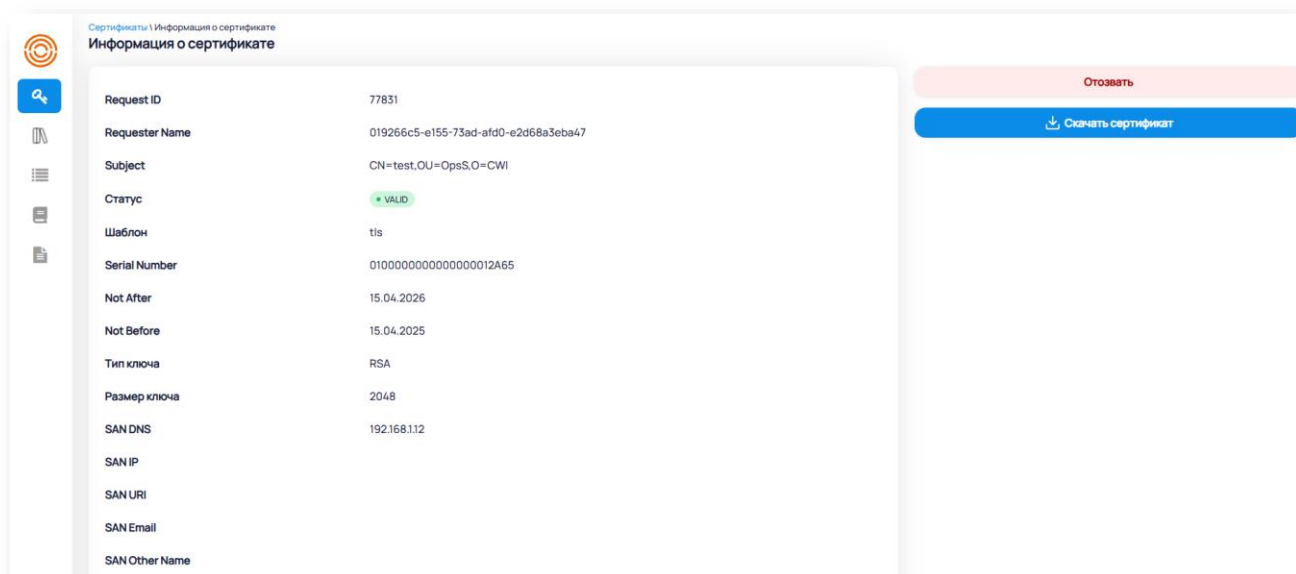 Сертификаты \ Информация о сертификате
Информация о сертификате
Отозвать
Скачать сертификат
Request ID 77831
Requester Name 019266c5-e155-73ad-afd0-e2d68a3eba47
Subject CN=test,OU=OpsS,O=CWI
Статус VALID
Шаблон tls
Serial Number 0100000000000000012A65
Not After 15.04.2026
Not Before 15.04.2025
Тип ключа RSA
Размер ключа 2048
SAN DNS 192.168.1.12
SAN IP
SAN URI
SAN Email
SAN Other Name